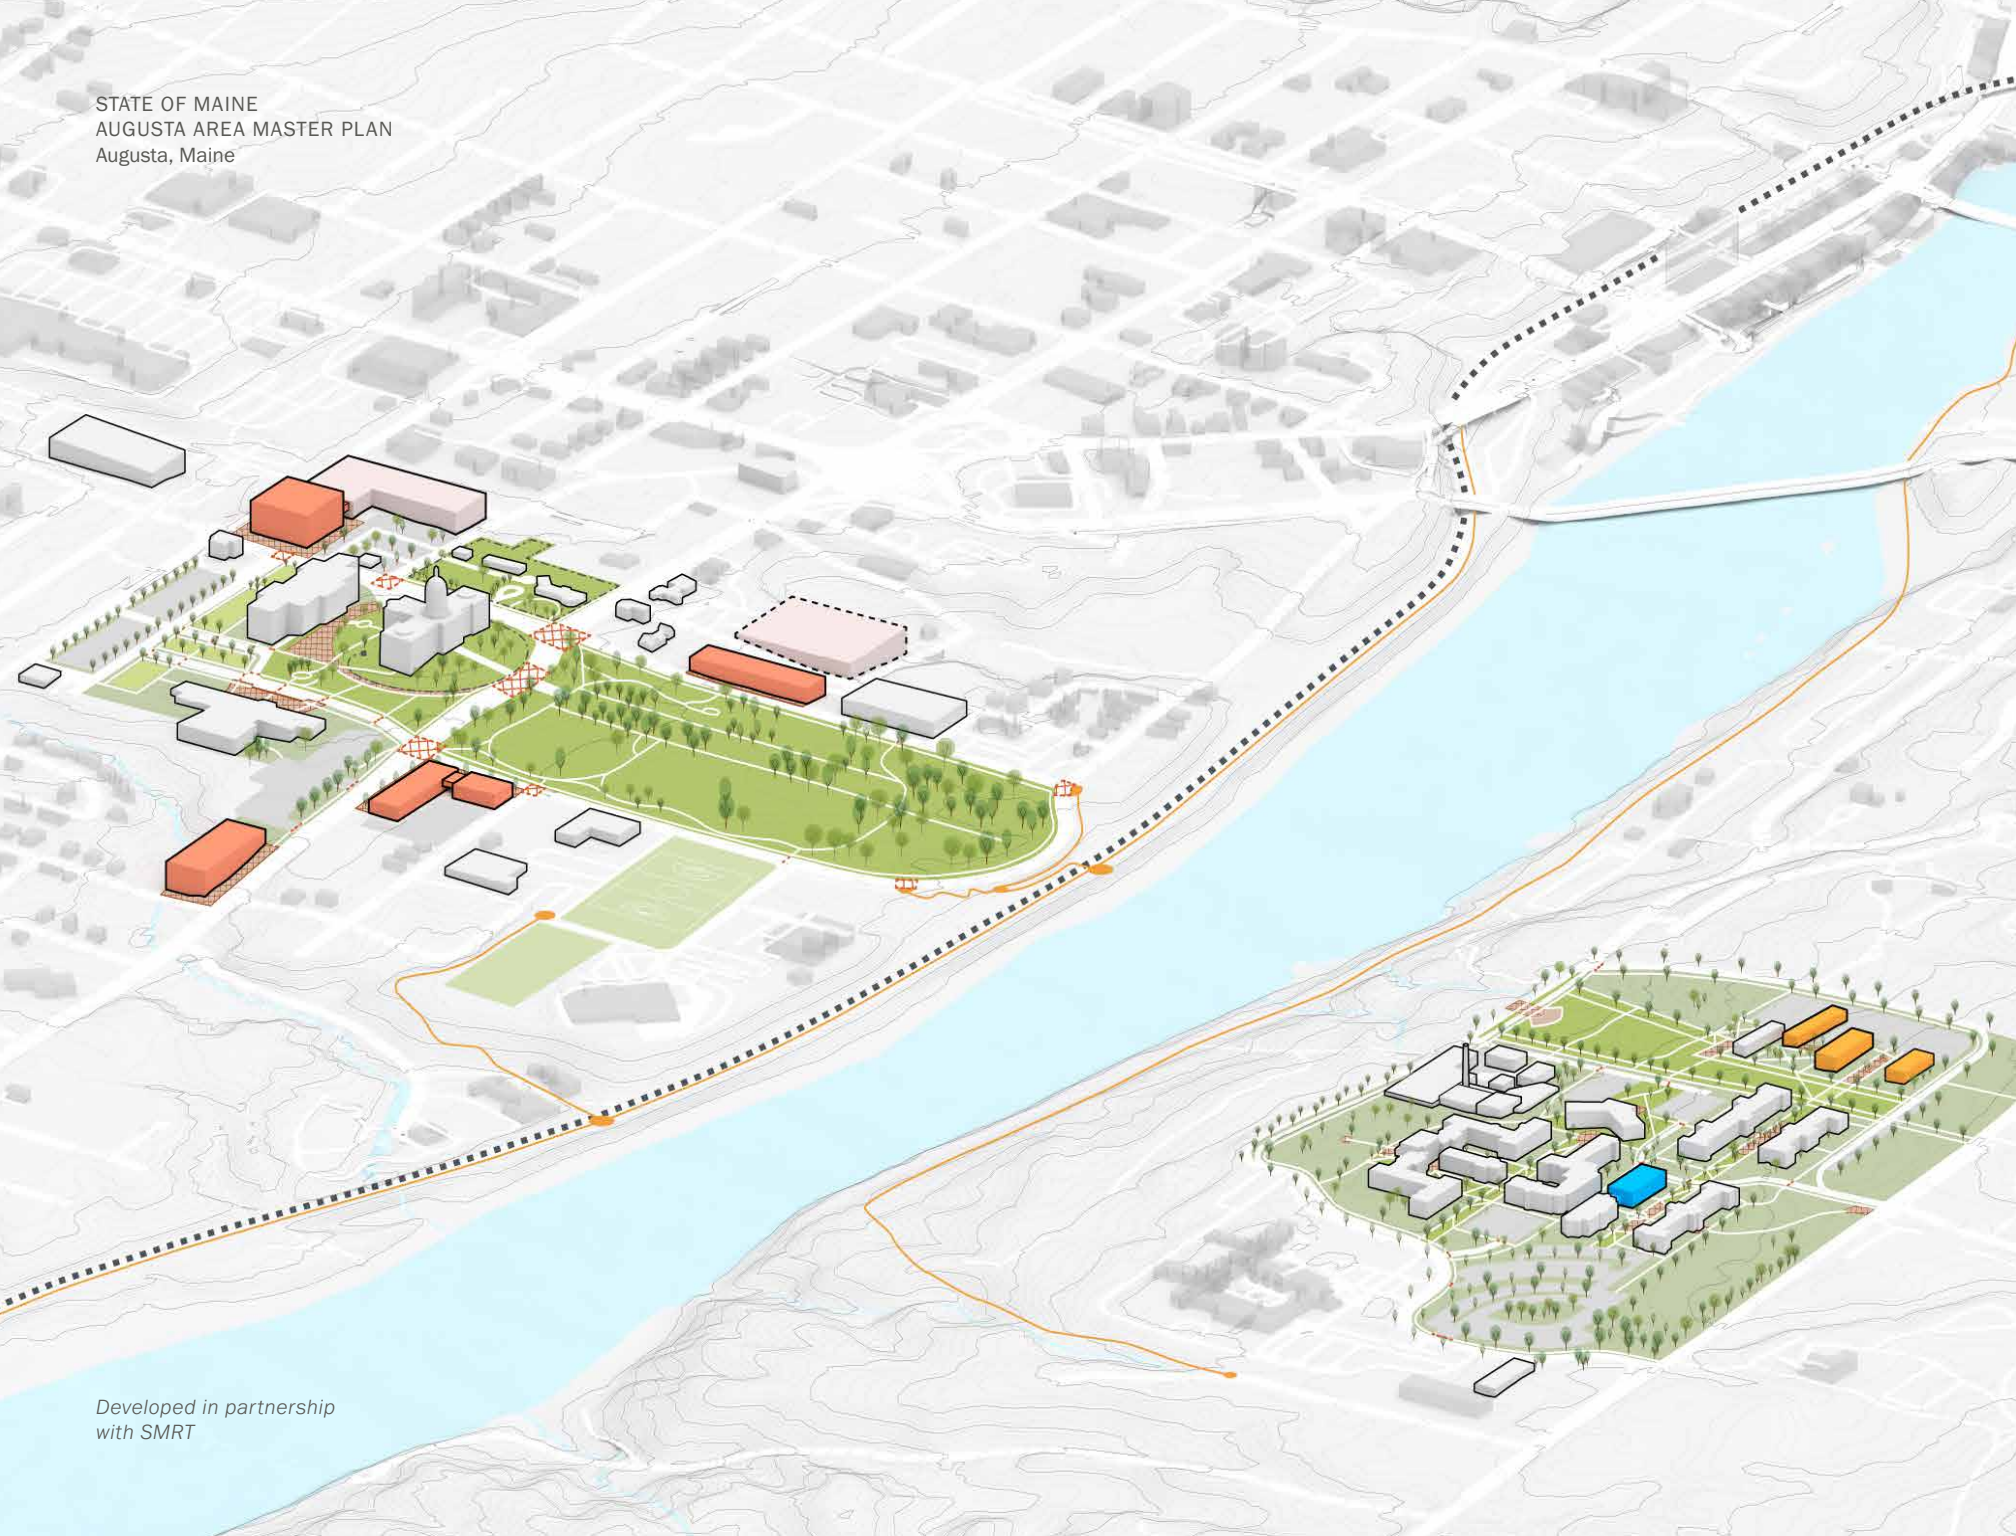 STATE OF MAINE
AUGUSTA AREA MASTER PLAN
Augusta, Maine
Developed in partnership
with SMRT